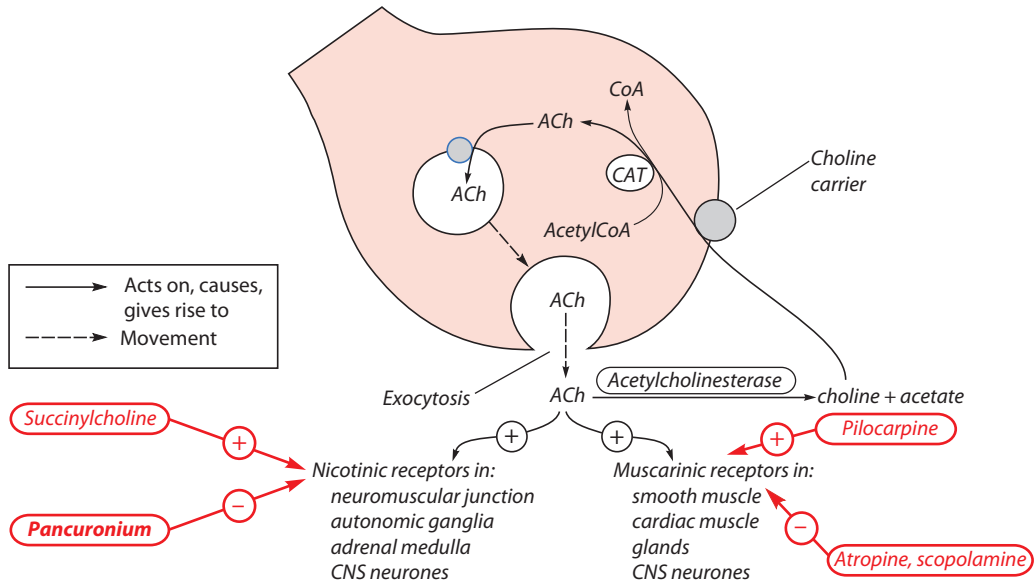 CoA
ACh
CAT
Choline
carrier
ACh
AcetylCoA
Acts on, causes,
gives rise to
Movement
ACh
Exocytosis
ACh
Acetylcholinesterase
choline + acetate
Succinylcholine
+
+
+
+
Pilocarpine
Nicotinic receptors in:
neuromuscular junction
autonomic ganglia
adrenal medulla
CNS neurones
Muscarinic receptors in:
smooth muscle
cardiac muscle
glands
CNS neurones
−
Pancuronium
−
Atropine, scopolamine